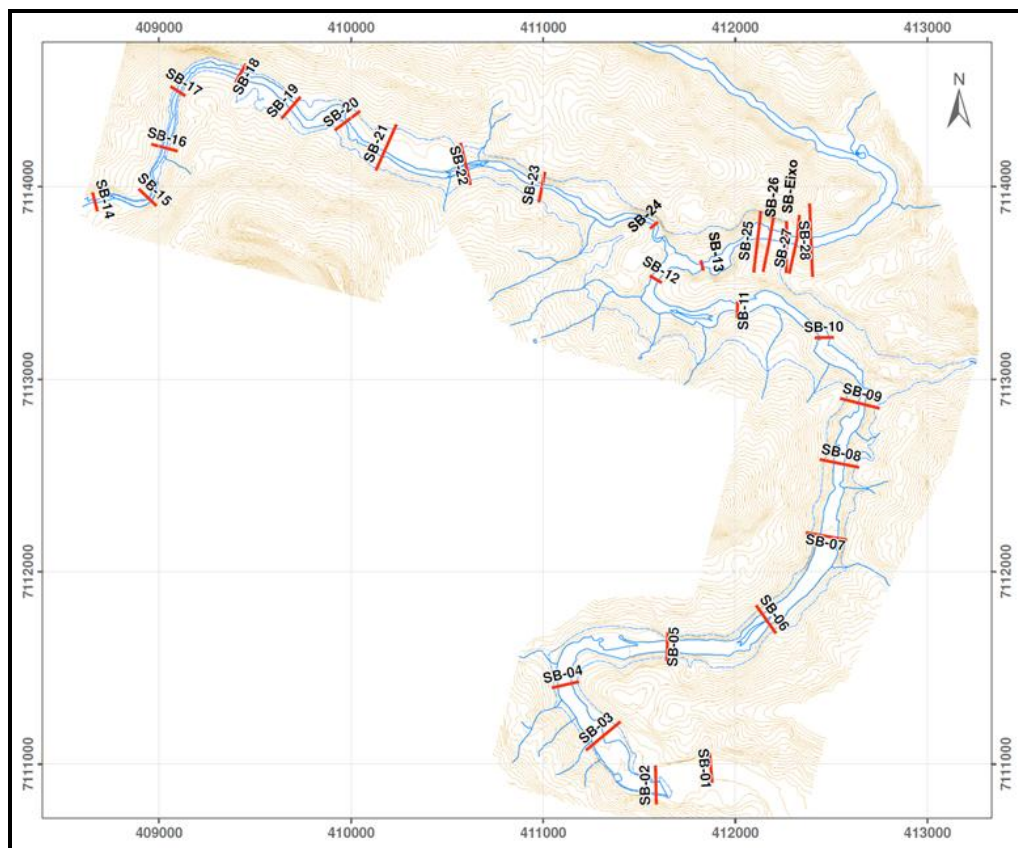 409000
410000
411000
412000
413000
N
7114000
7114000
7113000
7113000
7112000
7112000
7111000
7111000
SB-18
SB-17
SB-19
SB-20
SB-16
SB-21
SB-22
SB-15
SB-14
SB-23
SB-24
SB-25
SB-26
SB-Eixo
SB-27
SB-28
SB-13
SB-12
SB-11
SB-10
SB-09
SB-08
SB-07
SB-06
SB-05
SB-04
SB-03
SB-02
SB-01
409000
410000
411000
412000
413000